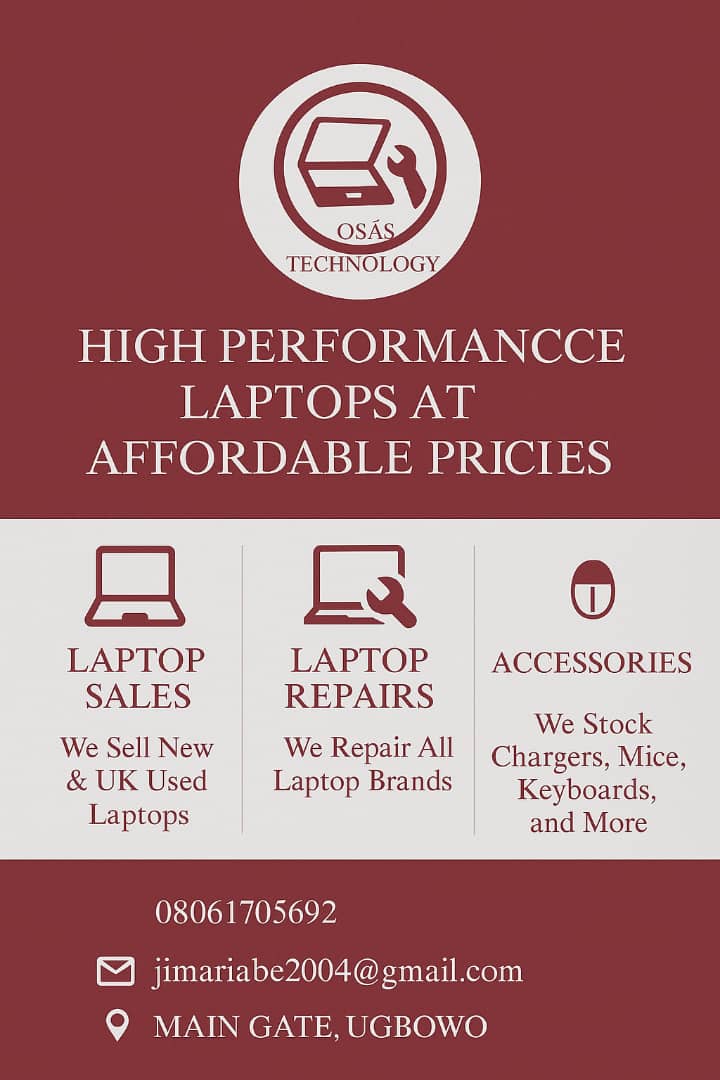 OSÁS
TECHNOLOGY
HIGH PERFORMANCCE
LAPTOPS AT
AFFORDABLE PRICIES
LAPTOP
SALES
We Sell New
& UK Used
Laptops
LAPTOP
REPAIRS
We Repair All
Laptop Brands
ACCESSORIES
We Stock
Chargers, Mice,
Keyboards,
and More
08061705692
jimariabe2004@gmail.com
MAIN GATE, UGBOWO